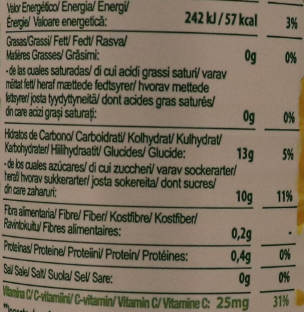 Valor Energético/ Energia/ Energi/
Energie/ Valoare energetică: 242 kJ / 57 kcal 3%
Grasas/Grassi/ Fett/ Fedt/ Rasva/
Matières Grasses/ Grăsimi: 0g 0%
- de las cuales saturadas/ di cui acidi grassi saturi/ varav
mättat fett/ heraf mættede fedtsyrer/ hvorav mettede
fettsyrer/ josta tyydyttyneitä/ dont acides gras saturés/
din care acizi grași saturați: 0g 0%
Hidratos de Carbono/ Carboidrati/ Kolhydrat/ Kulhydrat/
Karbohydrater/ Hiilihydraatit/ Glucides/ Glucide: 13g 5%
- de los cuales azúcares/ di cui zuccheri/ varav sockerarter/
heraf/ hvorav sukkerarter/ josta sokereita/ dont sucres/
din care zaharuri: 10g 11%
Fibra alimentaria/ Fibre/ Fiber/ Kostfibre/ Kostfiber/
Ravintokuitu/ Fibres alimentaires: 0,2g -
Proteínas/ Proteine/ Proteiini/ Protein/ Protéines: 0,4g 0%
Sal/ Sale/ Salt/ Suola/ Sel/ Sare: 0g 0%
Vitamina C/ C-vitamiini/ C-vitamin/ Vitamin C/ Vitamine C: 25mg 31%